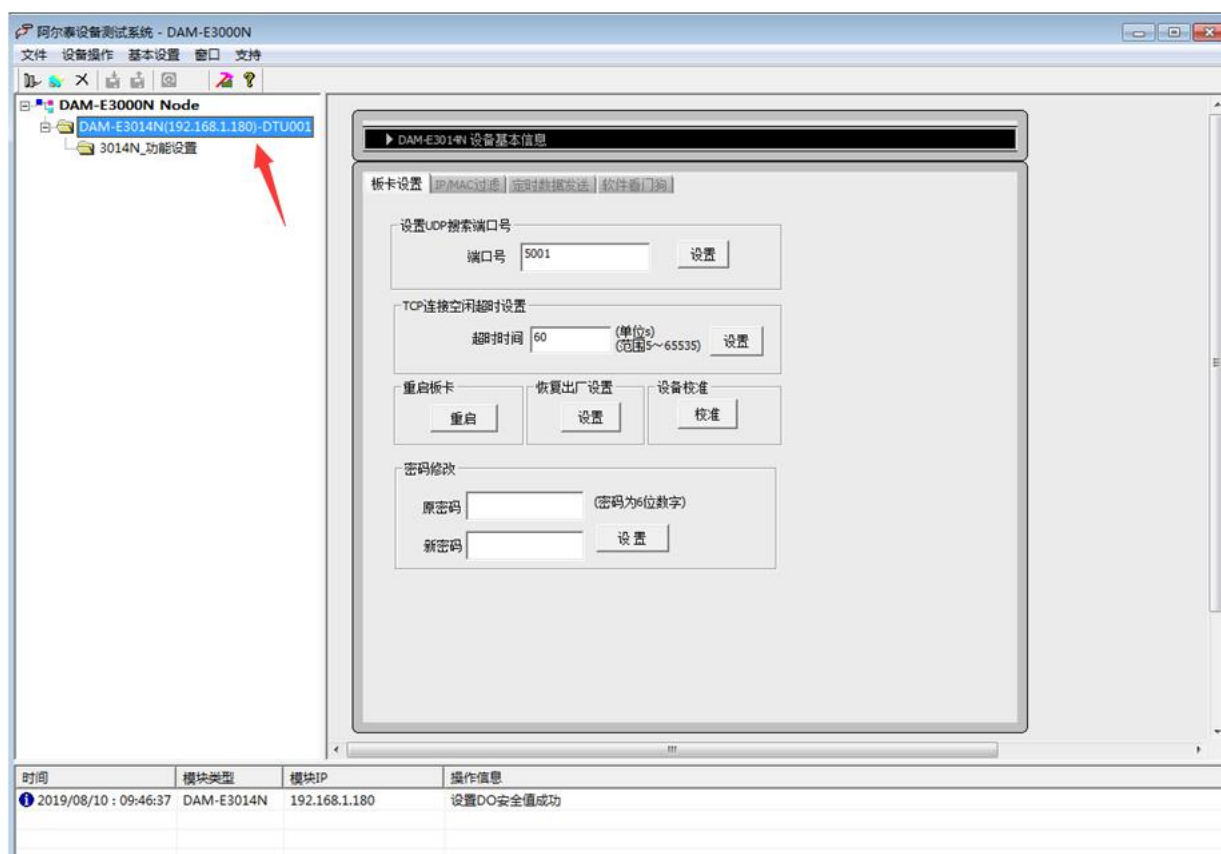 阿尔泰设备测试系统 - DAM-E3000N
文件 设备操作 基本设置 窗口 支持
DAM-E3000N Node
DAM-E3014N(192.168.1.180)-DTU001
3014N_功能设置
DAM-E3014N 设备基本信息
板卡设置 IP/MAC过滤 定时数据发送 软件看门狗
设置UDP搜索端口号
端口号 5001 设置
TCP连接空闲超时设置
超时时间 60 (单位s) (范围5~65535) 设置
重启板卡 恢复出厂设置 设备校准
重启 设置 校准
密码修改
原密码 (密码为6位数字)
新密码 设置
时间 模块类型 模块IP 操作信息
2019/08/10 : 09:46:37 DAM-E3014N 192.168.1.180 设置DO安全值成功